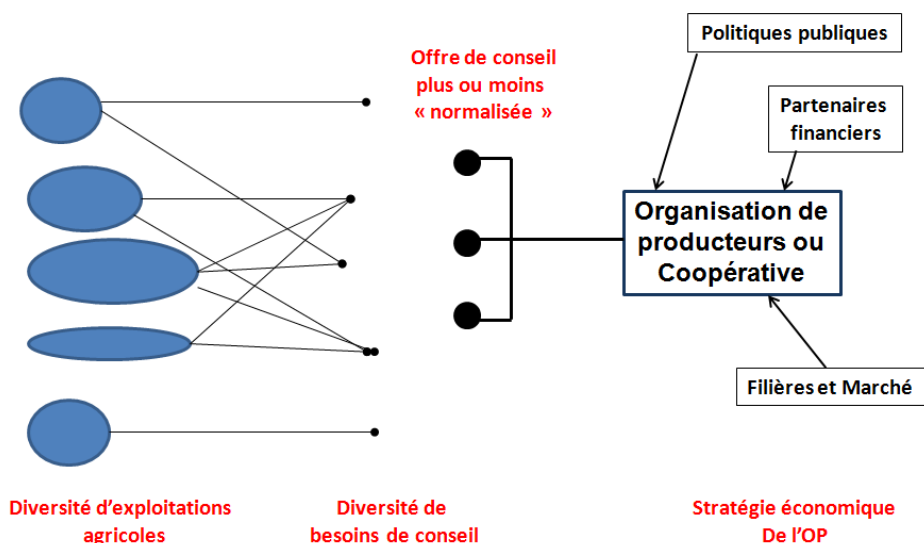 Politiques publiques
Offre de conseil
plus ou moins
« normalisée »
Partenaires
financiers
Organisation de
producteurs ou
Coopérative
Filières et Marché
Diversité d'exploitations
agricoles
Diversité de
besoins de conseil
Stratégie économique
De l'OP